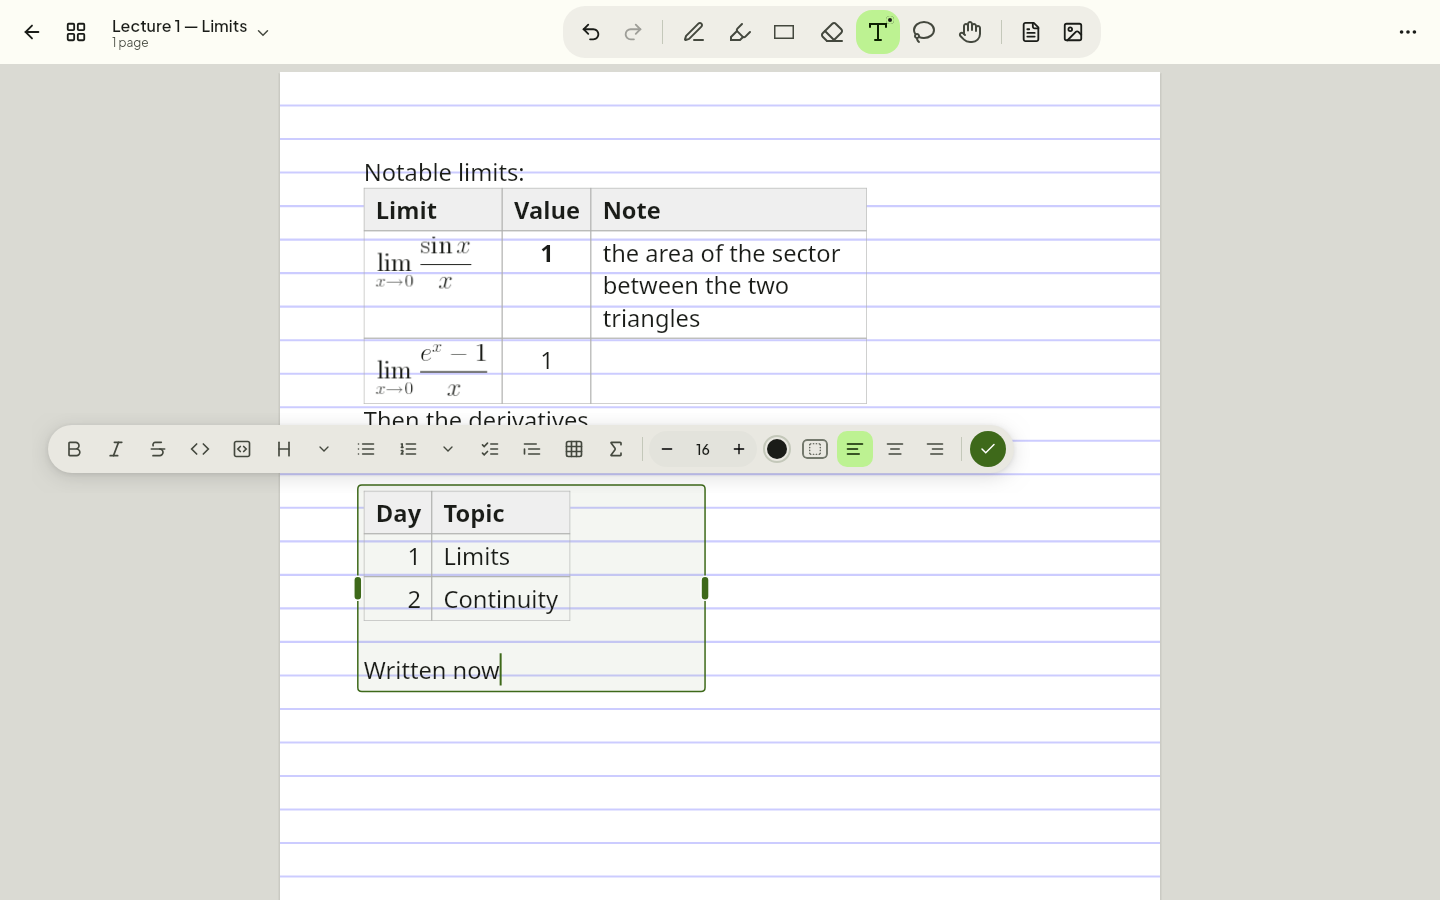 Lecture 1 — Limits
1 page
Notable limits:
Limit Value Note
lim x→0 sin x / x 1 the area of the sector
between the two
triangles
lim x→0 e^x − 1 / x 1
Then the derivatives
16
Day Topic
1 Limits
2 Continuity
Written now